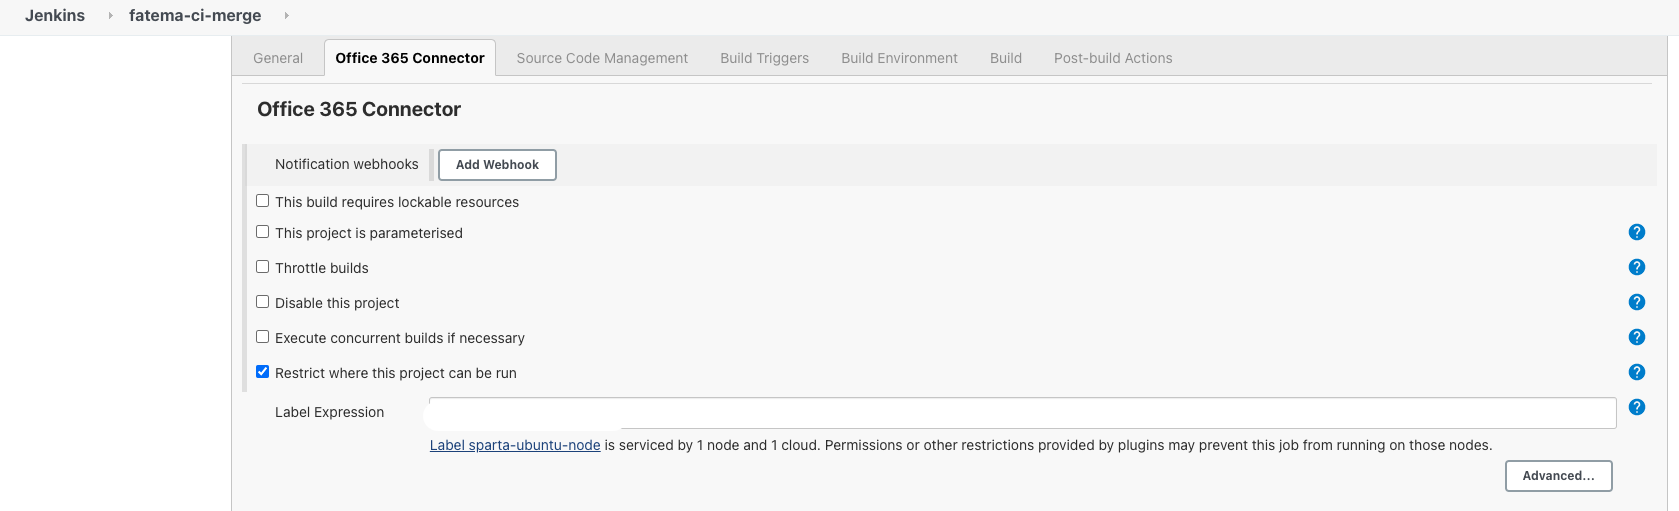 Jenkins fatema-ci-merge
General Office 365 Connector Source Code Management Build Triggers Build Environment Build Post-build Actions
Office 365 Connector
Notification webhooks Add Webhook
This build requires lockable resources
This project is parameterised ?
Throttle builds ?
Disable this project ?
Execute concurrent builds if necessary ?
Restrict where this project can be run ?
Label Expression ?
Label sparta-ubuntu-node is serviced by 1 node and 1 cloud. Permissions or other restrictions provided by plugins may prevent this job from running on those nodes.
Advanced...